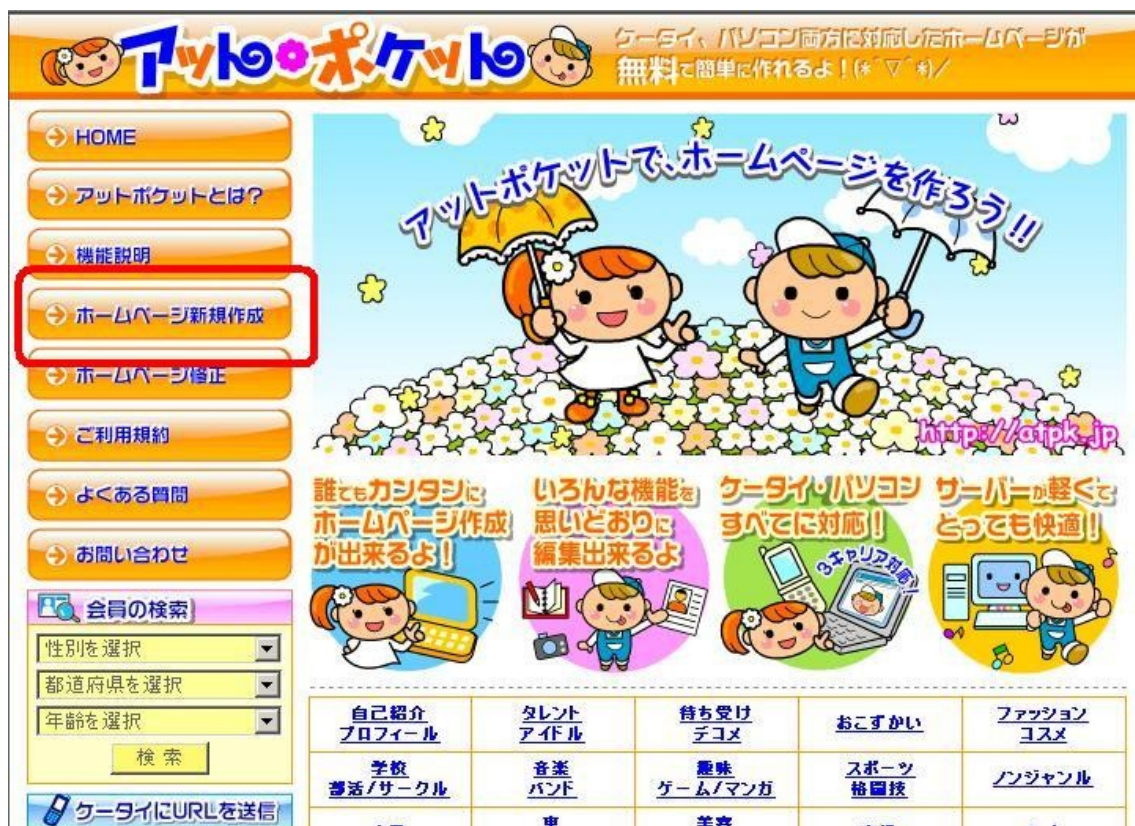 アットポケット
ケータイ、パソコン両方に対応したホームページが
無料で簡単に作れるよ！(*^▽^*)/
HOME
アットポケットとは?
機能説明
ホームページ新規作成
ホームページ修正
ご利用規約
よくある質問
お問い合わせ
会員の検索
性別を選択
都道府県を選択
年齢を選択
検 索
ケータイにURLを送信
アットポケットで、ホームページを作ろう!!
http://atpk.jp
誰でもカンタンに
ホームページ作成
が出来るよ！
いろんな機能を
思いどおりに
編集出来るよ
ケータイ・パソコン
すべてに対応！
3キャリア対応!
サーバーが軽くて
とっても快適！
自己紹介
プロフィール
タレント
アイドル
待ち受け
デコメ
おこずかい
ファッション
コスメ
学校
部活/サークル
音楽
バンド
趣味
ゲーム/マンガ
スポーツ
格闘技
ノンジャンル
車
美容